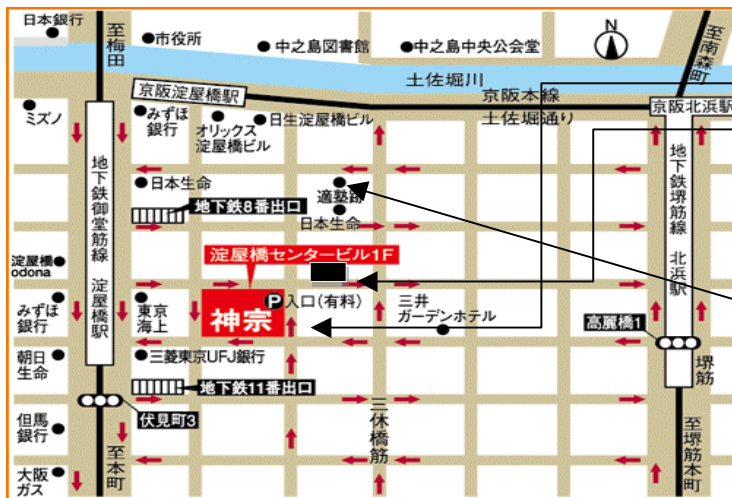 日本銀行
至梅田
市役所
中之島図書館
中之島中央公会堂
N
至南森町
土佐堀川
京阪淀屋橋駅
京阪本線
土佐堀通り
京阪北浜駅
ミズノ
みずほ
銀行
オリックス
淀屋橋ビル
日生淀屋橋ビル
地下鉄御堂筋線 淀屋橋駅
地下鉄堺筋線 北浜駅
日本生命
適塾跡
地下鉄8番出口
日本生命
淀屋橋
odona
淀屋橋センタービル1F
みずほ
銀行
東京
海上
神宗
P入口(有料)
三井
ガーデンホテル
高麗橋1
朝日
生命
三菱東京UFJ銀行
堺筋
地下鉄11番出口
伏見町3
三休橋筋
但馬
銀行
至本町
至堺筋本町
大阪
ガス